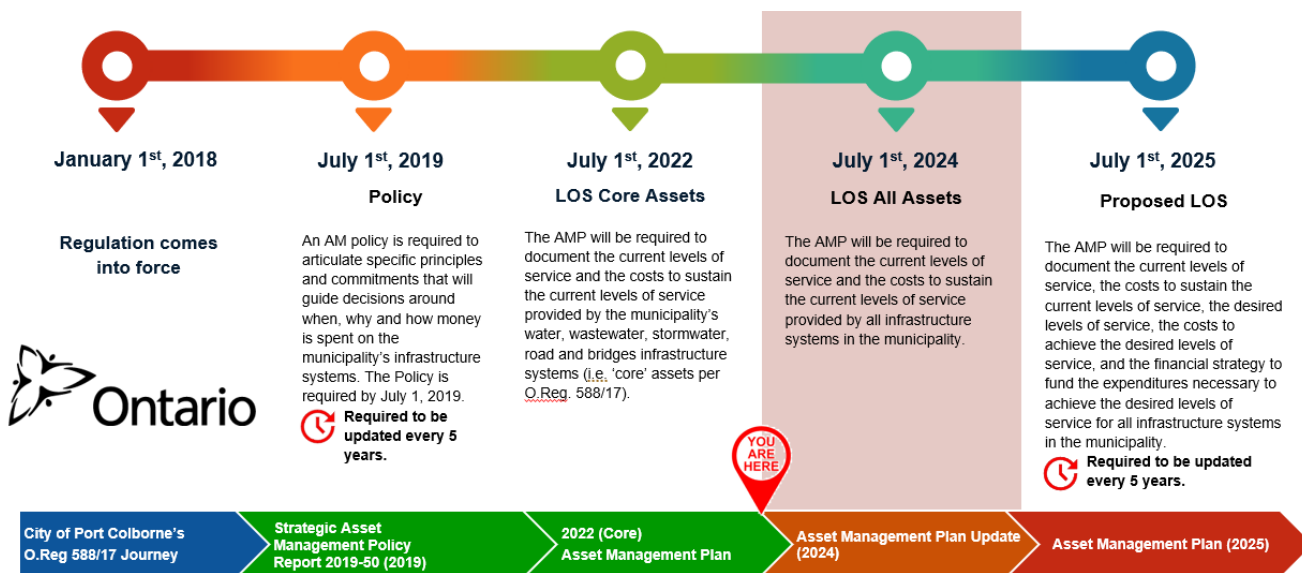 January 1st, 2018
Regulation comes
into force
July 1st, 2019
Policy
An AM policy is required to
articulate specific principles
and commitments that will
guide decisions around
when, why and how money
is spent on the
municipality's infrastructure
systems. The Policy is
required by July 1, 2019.
Required to be
updated every 5
years.
July 1st, 2022
LOS Core Assets
The AMP will be required to
document the current levels of
service and the costs to sustain
the current levels of service
provided by the municipality's
water, wastewater, stormwater,
road and bridges infrastructure
systems (i.e. 'core' assets per
O.Reg. 588/17).
July 1st, 2024
LOS All Assets
The AMP will be required to
document the current levels of
service and the costs to sustain
the current levels of service
provided by all infrastructure
systems in the municipality.
July 1st, 2025
Proposed LOS
The AMP will be required to
document the current levels of
service, the costs to sustain the
current levels of service, the desired
levels of service, the costs to
achieve the desired levels of
service, and the financial strategy to
fund the expenditures necessary to
achieve the desired levels of
service for all infrastructure systems
in the municipality.
Required to be updated
every 5 years.
Ontario
YOU
ARE
HERE
City of Port Colborne's
O.Reg 588/17 Journey
Strategic Asset
Management Policy
Report 2019-50 (2019)
2022 (Core)
Asset Management Plan
Asset Management Plan Update
(2024)
Asset Management Plan (2025)